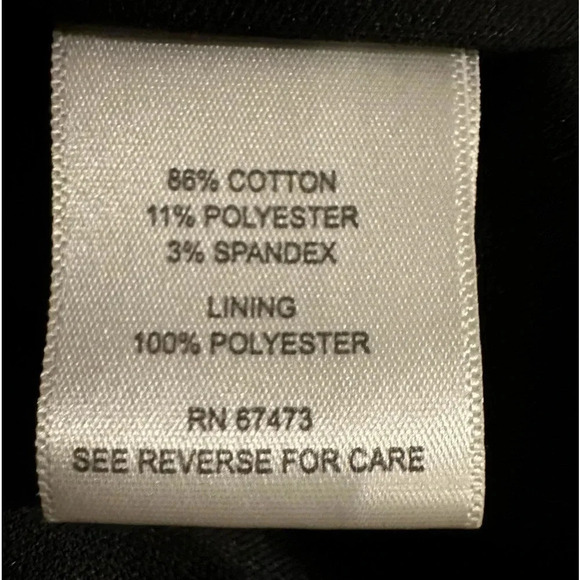 86% COTTON
11% POLYESTER
3% SPANDEX
LINING
100% POLYESTER
RN 67473
SEE REVERSE FOR CARE